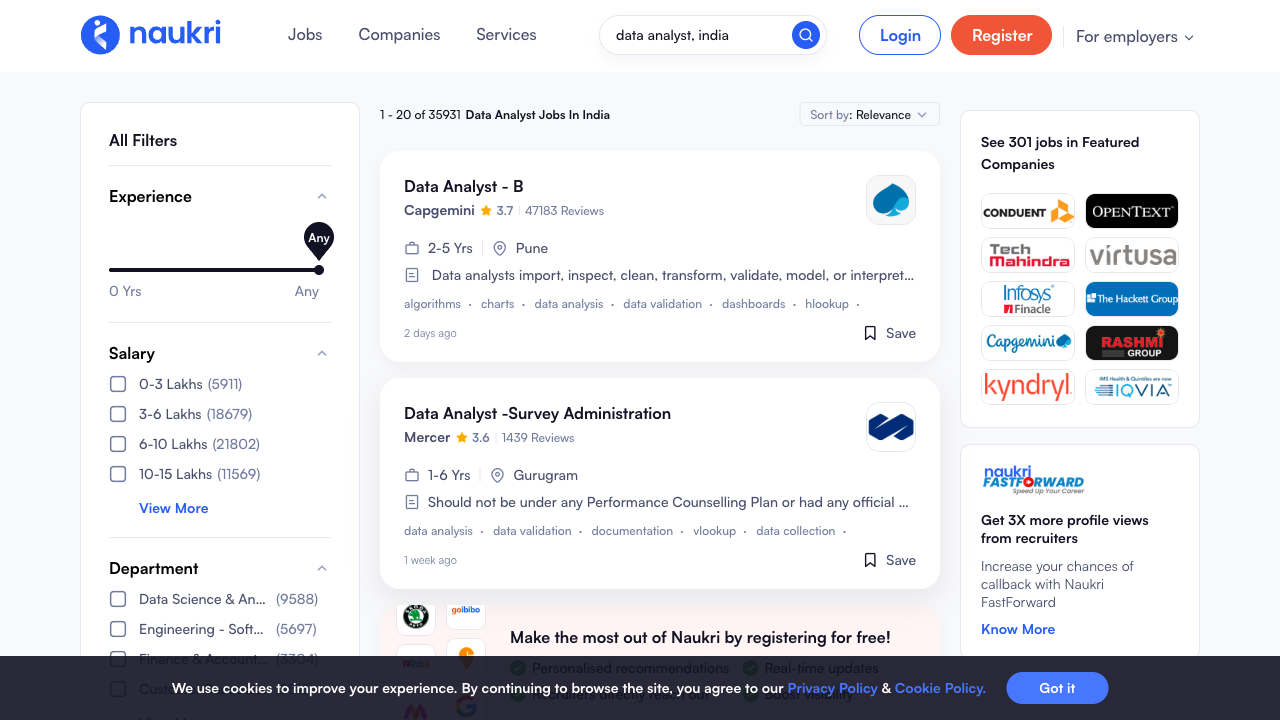 naukri
Jobs
Companies
Services
data analyst, india
Login
Register
For employers
All Filters
Experience
Any
0 Yrs
Any
Salary
0-3 Lakhs (5911)
3-6 Lakhs (18679)
6-10 Lakhs (21802)
10-15 Lakhs (11569)
View More
Department
Data Science & An... (9588)
Engineering - Soft... (5697)
Finance & Account... (3304)
1 - 20 of 35931 Data Analyst Jobs In India
Sort by: Relevance
Data Analyst - B
Capgemini 3.7 47183 Reviews
2-5 Yrs Pune
Data analysts import, inspect, clean, transform, validate, model, or interpret...
algorithms · charts · data analysis · data validation · dashboards · hlookup ·
2 days ago
Save
Data Analyst -Survey Administration
Mercer 3.6 1439 Reviews
1-6 Yrs Gurugram
Should not be under any Performance Counselling Plan or had any official ...
data analysis · data validation · documentation · vlookup · data collection ·
1 week ago
Save
goibibo
Make the most out of Naukri by registering for free!
Personalised recommendations
Real-time updates
See 301 jobs in Featured
Companies
CONDUENT
OPENTEXT
Tech
Mahindra
virtusa
Infosys
Finacle
The Hackett Group
Capgemini
RASHMI
GROUP
kyndryl
IMS Health & Quintiles are now
IQVIA
naukri
FASTFORWARD
Speed Up Your Career
Get 3X more profile views
from recruiters
Increase your chances of
callback with Naukri
FastForward
Know More
We use cookies to improve your experience. By continuing to browse the site, you agree to our Privacy Policy & Cookie Policy.
Got it